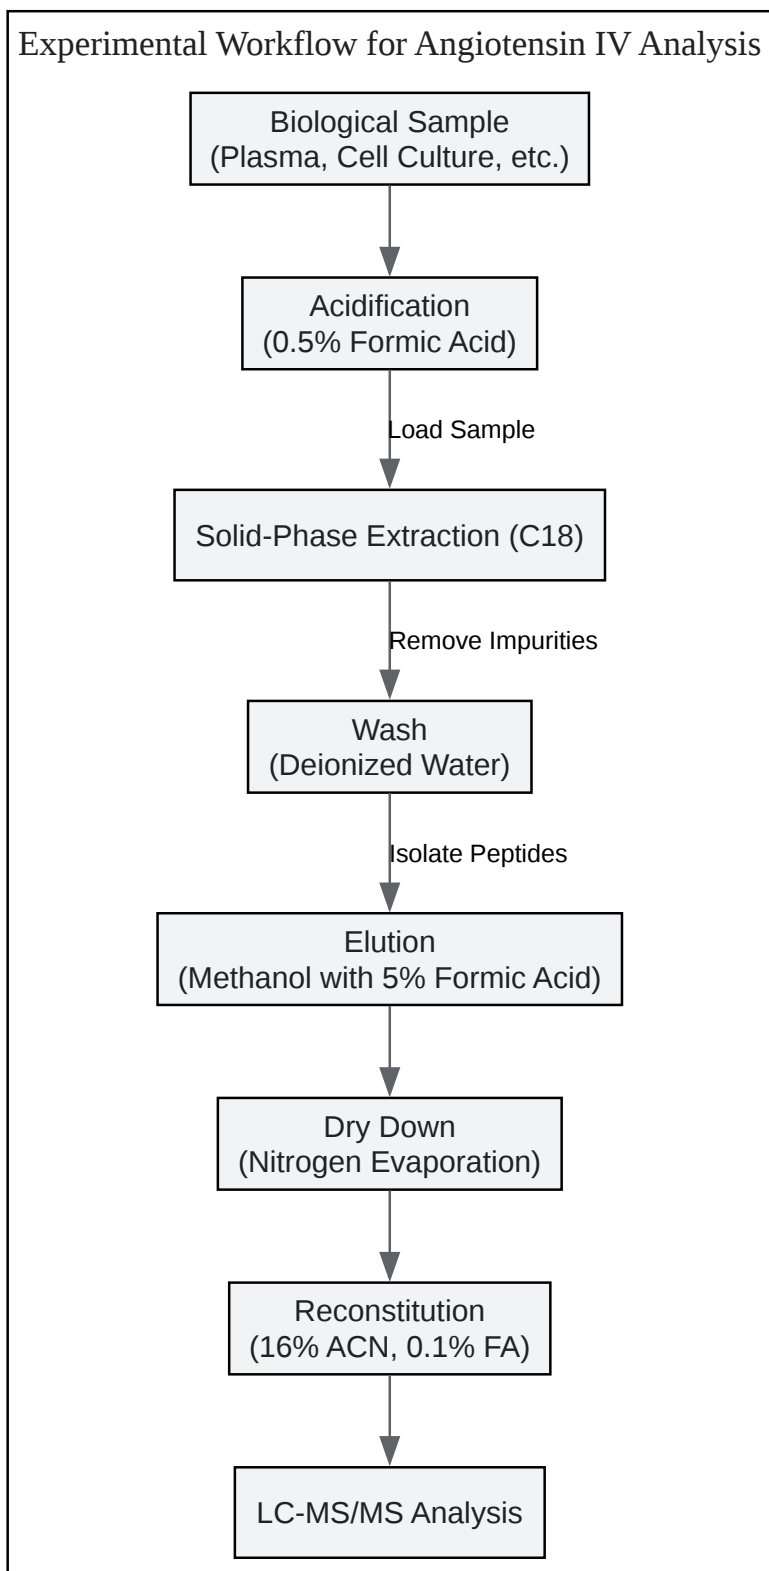 Experimental Workflow for Angiotensin IV Analysis
Biological Sample
(Plasma, Cell Culture, etc.)
Acidification
(0.5% Formic Acid)
Load Sample
Solid-Phase Extraction (C18)
Remove Impurities
Wash
(Deionized Water)
Isolate Peptides
Elution
(Methanol with 5% Formic Acid)
Dry Down
(Nitrogen Evaporation)
Reconstitution
(16% ACN, 0.1% FA)
LC-MS/MS Analysis